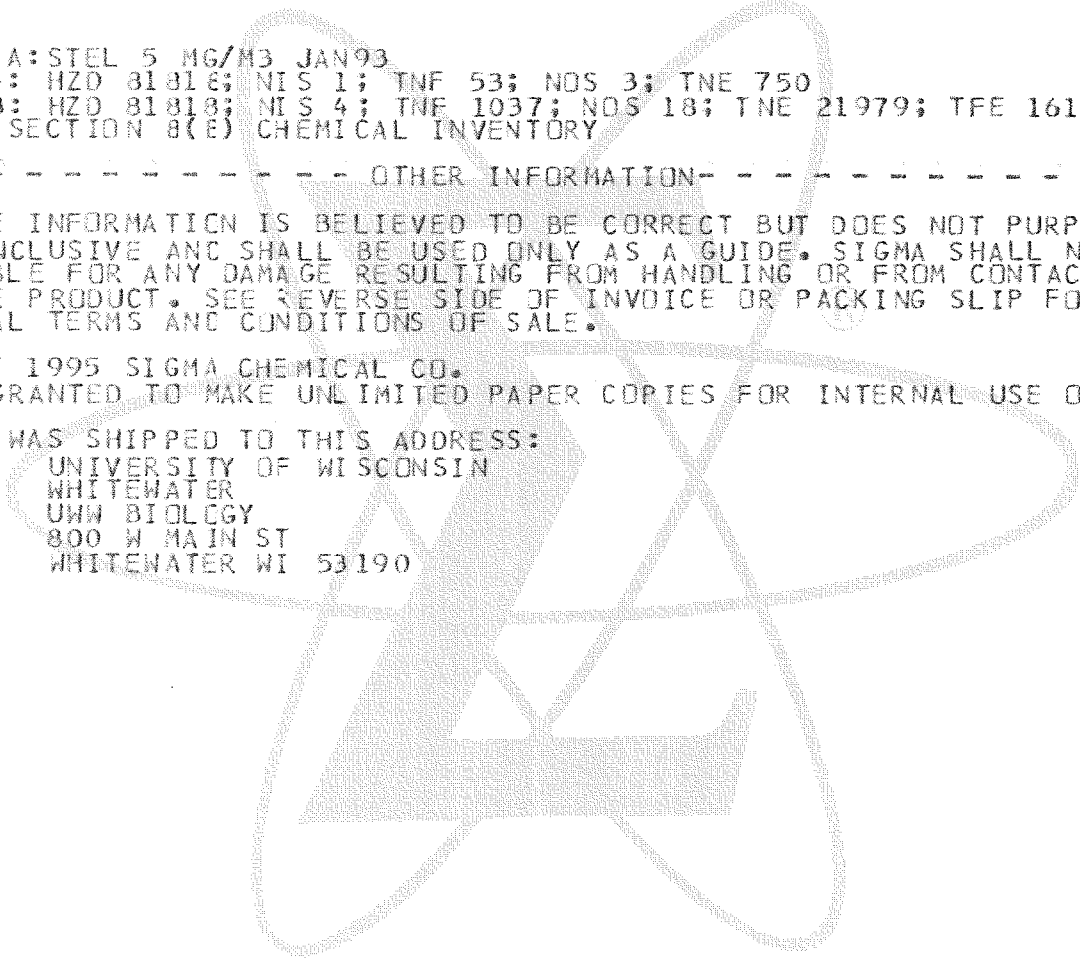 A:STEL 5 MG/M3 JAN93
: HZD 81818; NIS 1; TNF 53; NOS 3; TNE 750
: HZD 81818; NIS 4; TNF 1037; NOS 18; TNE 21979; TFE 161
SECTION 8(E) CHEMICAL INVENTORY
- - - - - - - - - - OTHER INFORMATION- - - - - - - - - -
E INFORMATION IS BELIEVED TO BE CORRECT BUT DOES NOT PURP
NCLUSIVE AND SHALL BE USED ONLY AS A GUIDE. SIGMA SHALL N
BLE FOR ANY DAMAGE RESULTING FROM HANDLING OR FROM CONTAC
E PRODUCT. SEE REVERSE SIDE OF INVOICE OR PACKING SLIP FO
AL TERMS AND CONDITIONS OF SALE.
1995 SIGMA CHEMICAL CO.
GRANTED TO MAKE UNLIMITED PAPER COPIES FOR INTERNAL USE O
WAS SHIPPED TO THIS ADDRESS:
UNIVERSITY OF WISCONSIN
WHITEWATER
UWW BIOLOGY
800 W MAIN ST
WHITEWATER WI 53190